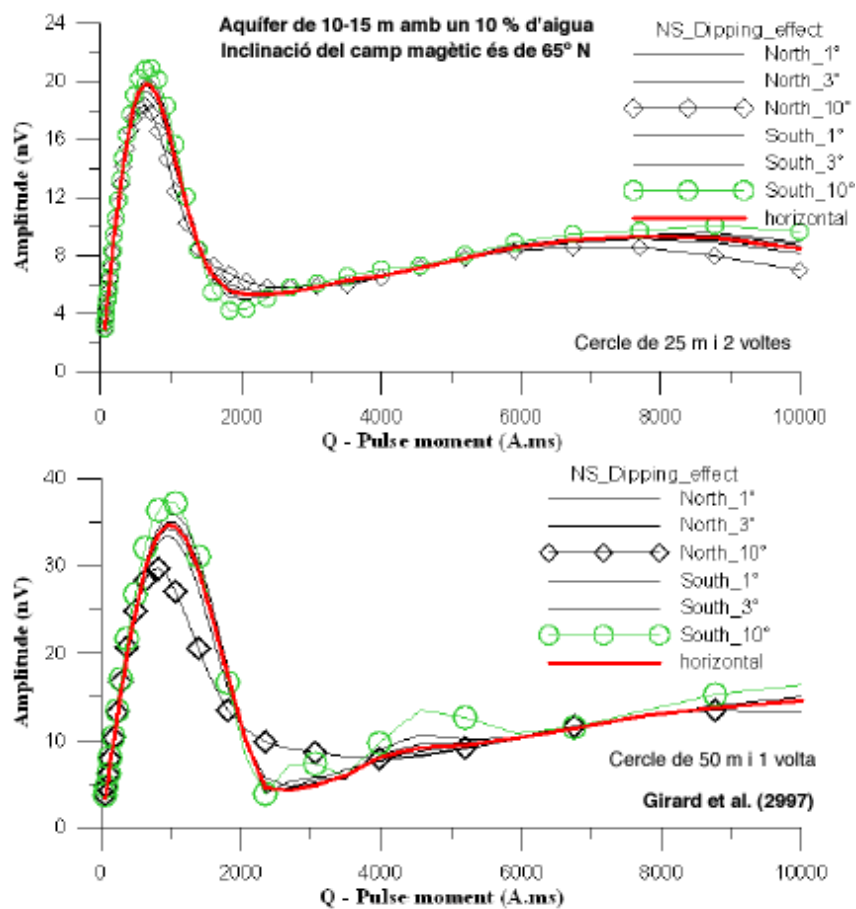 Aquífer de 10-15 m amb un 10 % d'aigua
Inclinació del camp magètic és de 65º N
NS_Dipping_effect
North_1°
North_3°
North_10°
South_1°
South_3°
South_10°
horizontal
Amplitude (nV)
24
20
16
12
8
4
0
Cercle de 25 m i 2 voltes
0
2000
4000
6000
8000
10000
Q - Pulse moment (A.ms)
NS_Dipping_effect
North_1°
North_3°
North_10°
South_1°
South_3°
South_10°
horizontal
Amplitude (nV)
40
30
20
10
0
Cercle de 50 m i 1 volta
Girard et al. (2997)
0
2000
4000
6000
8000
10000
Q - Pulse moment (A.ms)